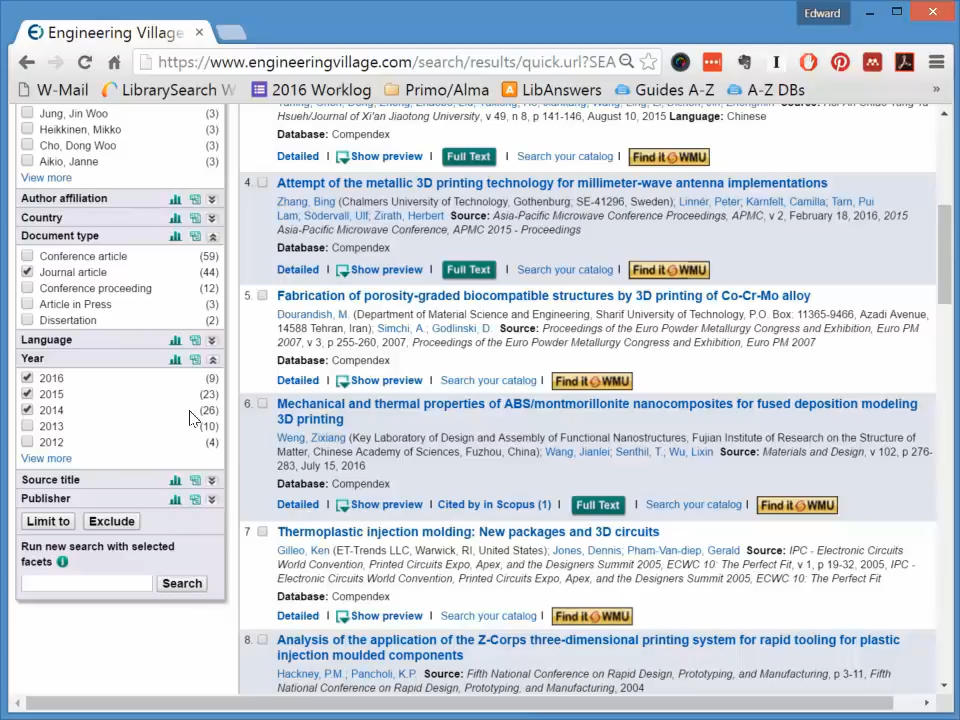 Edward
Engineering Village
https://www.engineeringvillage.com/search/results/quick.url?SEA
W-Mail
LibrarySearch W
2016 Worklog
Primo/Alma
LibAnswers
Guides A-Z
A-Z DBs
»
Jung, Jin Woo (3)
Heikkinen, Mikko (3)
Cho, Dong Woo (3)
Aikio, Janne (3)
View more
Author affiliation
Country
Document type
Conference article (59)
Journal article (44)
Conference proceeding (12)
Article in Press (3)
Dissertation (2)
Language
Year
2016 (9)
2015 (23)
2014 (26)
2013 (10)
2012 (4)
View more
Source title
Publisher
Limit to Exclude
Run new search with selected
facets
Search
Hsueh/Journal of Xi'an Jiaotong University, v 49, n 8, p 141-146, August 10, 2015 Language: Chinese
Database: Compendex
Detailed | Show preview | Full Text | Search your catalog | Find it @ WMU
4. Attempt of the metallic 3D printing technology for millimeter-wave antenna implementations
Zhang, Bing (Chalmers University of Technology, Gothenburg, SE-41296, Sweden); Linnér, Peter; Karnfelt, Camilla; Tam, Pui
Lam; Södervall, Ulf; Zirath, Herbert Source: Asia-Pacific Microwave Conference Proceedings, APMC, v 2, February 18, 2016, 2015
Asia-Pacific Microwave Conference, APMC 2015 - Proceedings
Database: Compendex
Detailed | Show preview | Full Text | Search your catalog | Find it @ WMU
5. Fabrication of porosity-graded biocompatible structures by 3D printing of Co-Cr-Mo alloy
Dourandish, M. (Department of Material Science and Engineering, Sharif University of Technology, P.O. Box: 11365-9466, Azadi Avenue,
14588 Tehran, Iran); Simchi, A.; Godlinski, D. Source: Proceedings of the Euro Powder Metallurgy Congress and Exhibition, Euro PM
2007, v 3, p 255-260, 2007, Proceedings of the Euro Powder Metallurgy Congress and Exhibition, Euro PM 2007
Database: Compendex
Detailed | Show preview | Search your catalog | Find it @ WMU
6. Mechanical and thermal properties of ABS/montmorillonite nanocomposites for fused deposition modeling
3D printing
Weng, Zixiang (Key Laboratory of Design and Assembly of Functional Nanostructures, Fujian Institute of Research on the Structure of
Matter, Chinese Academy of Sciences, Fuzhou, China); Wang, Jianlei; Senthil, T.; Wu, Lixin Source: Materials and Design, v 102, p 276-
283, July 15, 2016
Database: Compendex
Detailed | Show preview | Cited by in Scopus (1) | Full Text | Search your catalog | Find it @ WMU
7 Thermoplastic injection molding: New packages and 3D circuits
Gilleo, Ken (ET-Trends LLC, Warwick, RI, United States); Jones, Dennis; Pham-Van-diep, Gerald Source: IPC - Electronic Circuits
World Convention, Printed Circuits Expo, Apex, and the Designers Summit 2005, ECWC 10: The Perfect Fit, v 1, p 19-32, 2005, IPC -
Electronic Circuits World Convention, Printed Circuits Expo, Apex, and the Designers Summit 2005, ECWC 10: The Perfect Fit
Database: Compendex
Detailed | Show preview | Search your catalog | Find it @ WMU
8. Analysis of the application of the Z-Corps three-dimensional printing system for rapid tooling for plastic
injection moulded components
Hackney, P.M.; Pancholi, K.P. Source: Fifth National Conference on Rapid Design, Prototyping, and Manufacturing, p 3-11, Fifth
National Conference on Rapid Design, Prototyping, and Manufacturing, 2004